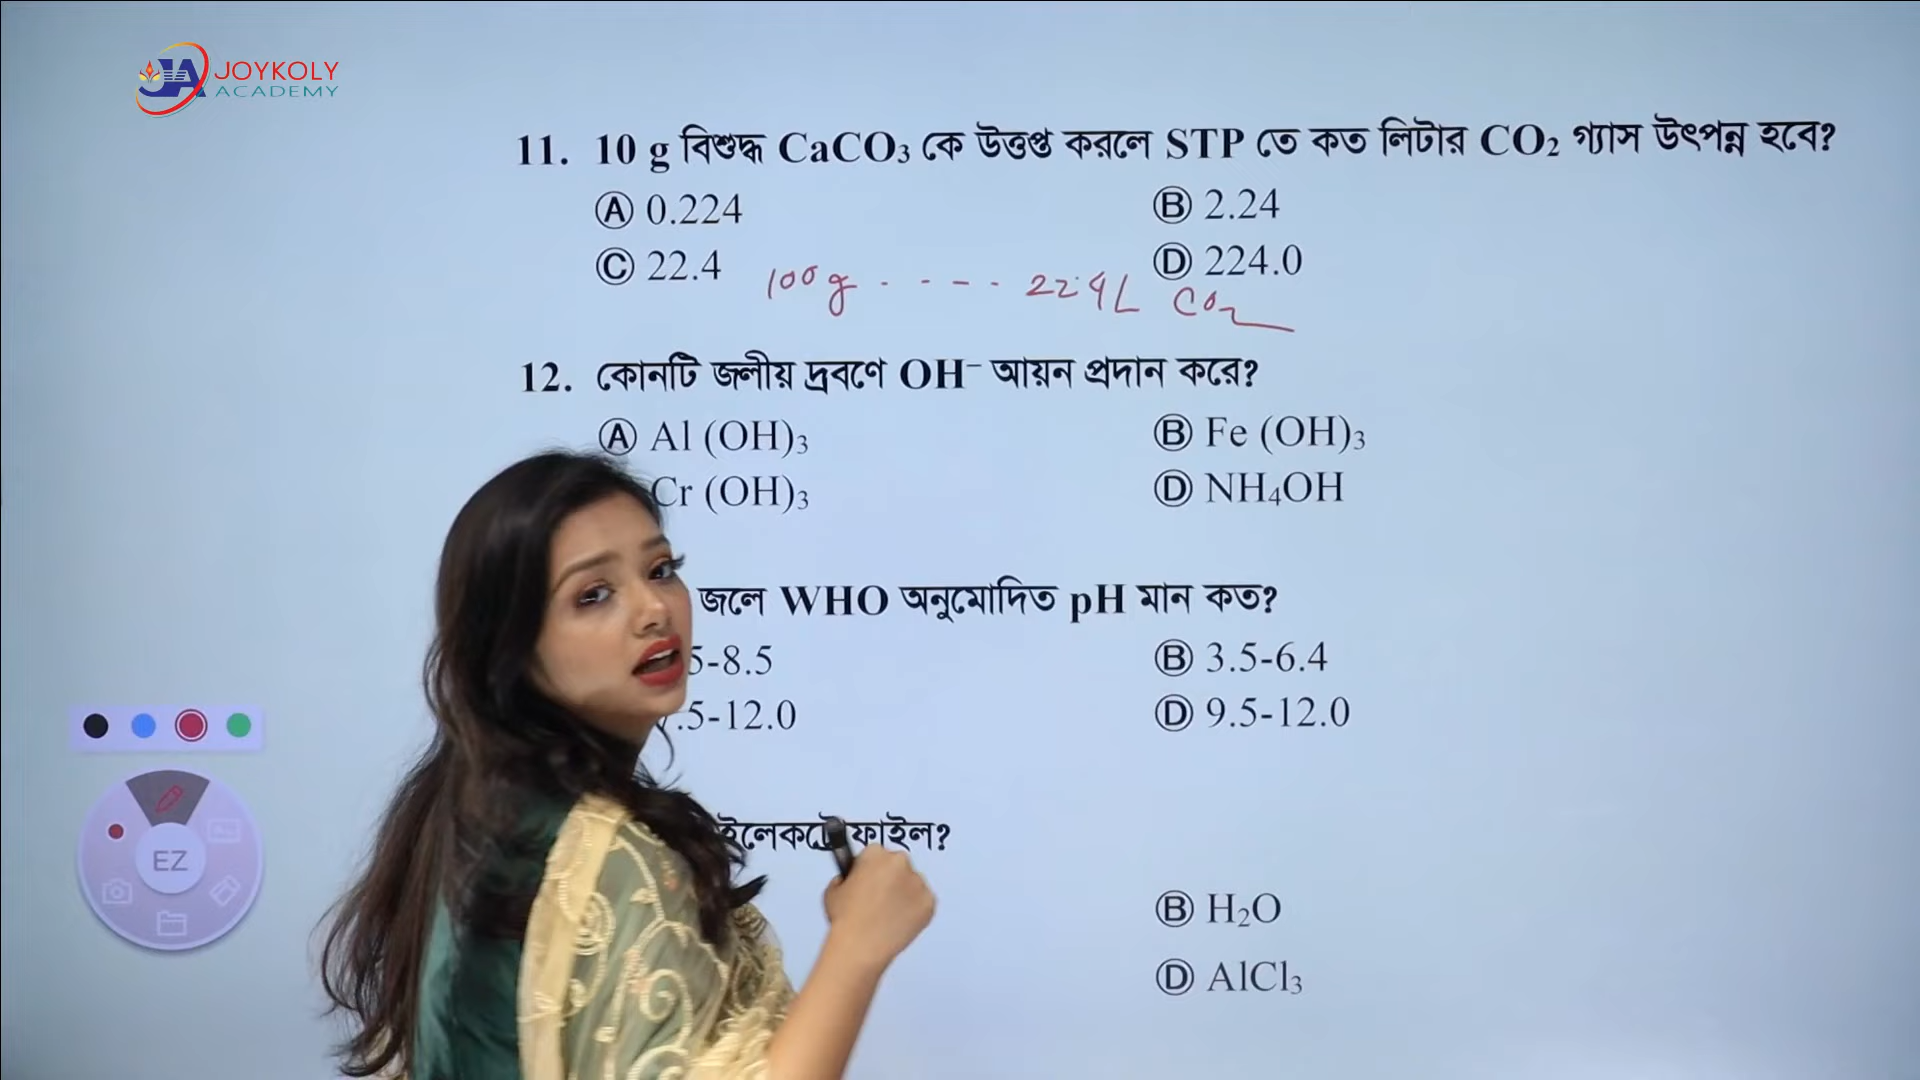 JOYKOLY
ACADEMY
11. 10 g বিশুদ্ধ CaCO₃ কে উত্তপ্ত করলে STP তে কত লিটার CO₂ গ্যাস উৎপন্ন হবে?
Ⓐ 0.224 Ⓑ 2.24
Ⓒ 22.4 Ⓓ 224.0
100g . . - - - . 22.4L CO₂
12. কোনটি জলীয় দ্রবণে OH⁻ আয়ন প্রদান করে?
Ⓐ Al (OH)₃ Ⓑ Fe (OH)₃
Cr (OH)₃ Ⓓ NH₄OH
জলে WHO অনুমোদিত pH মান কত?
5-8.5 Ⓑ 3.5-6.4
.5-12.0 Ⓓ 9.5-12.0
Ⓑ H₂O
Ⓓ AlCl₃
EZ